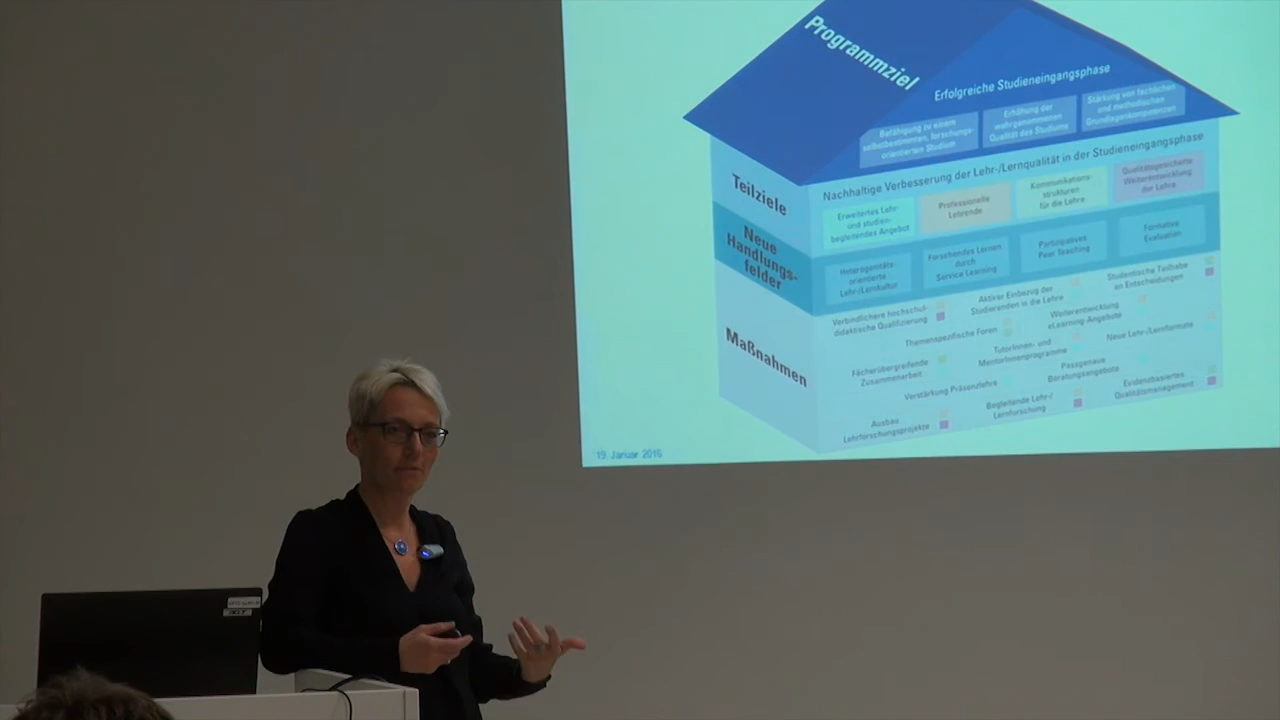 Programmziel
Erfolgreiche Studieneingangsphase
Befähigung zu einem
selbstbestimmten, forschungs-
orientierten Studium
Erhöhung der
wahrgenommenen
Qualität des Studiums
Stärkung von fachlichen
und methodischen
Grundlagenkompetenzen
Teilziele
Nachhaltige Verbesserung der Lehr-/Lernqualität in der Studieneingangsphase
Erweitertes Lehr-
und studien-
begleitendes Angebot
Professionelle
Lehrende
Kommunikations-
strukturen
für die Lehre
Qualitätsgesicherte
Weiterentwicklung
der Lehre
Neue
Handlungs-
felder
Heterogenitäts-
orientierte
Lehr-/Lernkultur
Forschendes Lernen
durch
Service Learning
Partizipatives
Peer Teaching
Formative
Evaluation
Maßnahmen
Verbindlichere hochschul-
didaktische Qualifizierung
Aktiver Einbezug der
Studierenden in die Lehre
Studentische Teilhabe
an Entscheidungen
Themenspezifische Foren
Weiterentwicklung
eLearning-Angebote
Fächerübergreifende
Zusammenarbeit
TutorInnen- und
MentorInnenprogramme
Neue Lehr-/Lernformate
Verstärkung Präsenzlehre
Passgenaue
Beratungsangebote
Ausbau
Lehrforschungsprojekte
Begleitende Lehr-/
Lernforschung
Evidenzbasiertes
Qualitätsmanagement
19. Januar 2016